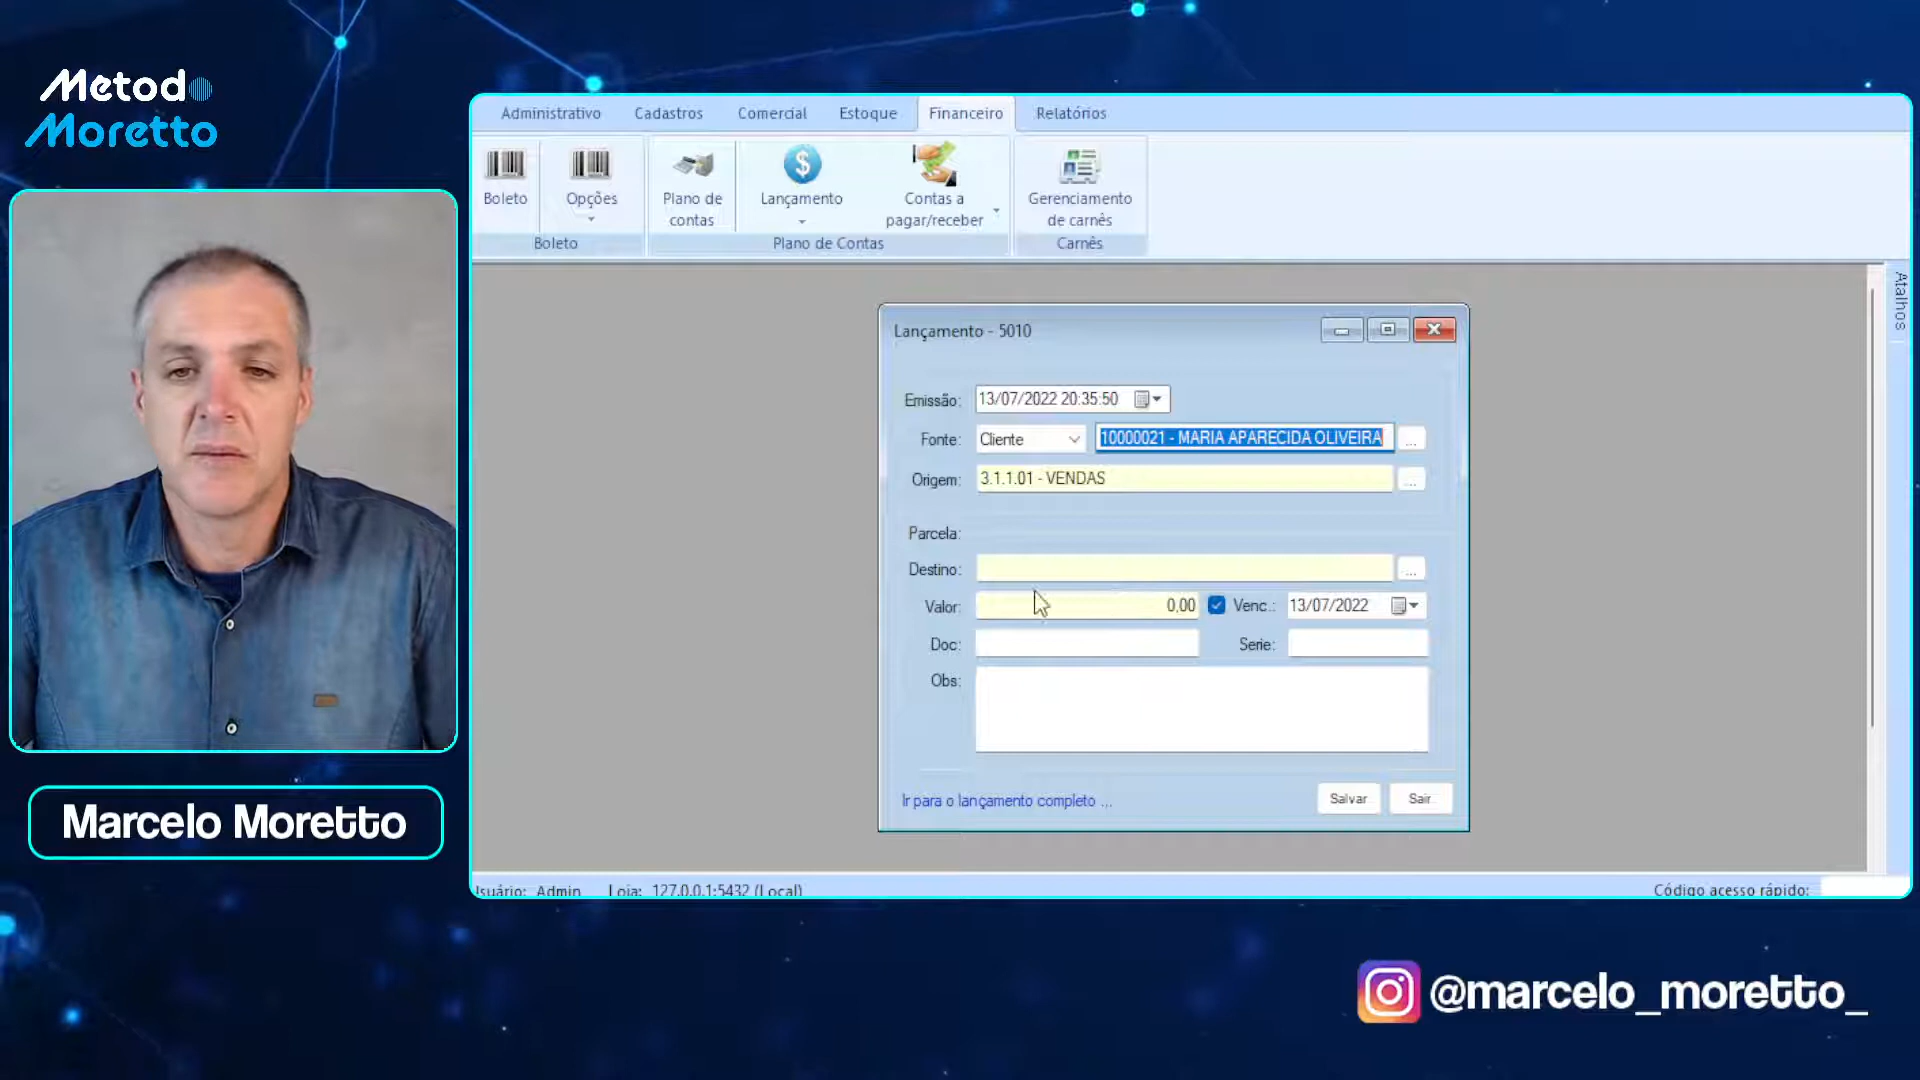 Metodo
Moretto
Marcelo Moretto
Administrativo Cadastros Comercial Estoque Financeiro Relatórios
Boleto Opções Plano de contas Lançamento Contas a pagar/receber Gerenciamento de carnês
Boleto Plano de Contas Carnês
Atalhos
Lançamento - 5010
Emissão: 13/07/2022 20:35:50
Fonte: Cliente 10000021 - MARIA APARECIDA OLIVEIRA ...
Origem: 3.1.1.01 - VENDAS ...
Parcela:
Destino: ...
Valor: 0,00 Venc.: 13/07/2022
Doc: Serie:
Obs:
Ir para o lançamento completo ... Salvar Sair
Usuário: Admin Loja: 127.0.0.1:5432 (Local) Código acesso rápido:
@marcelo_moretto_